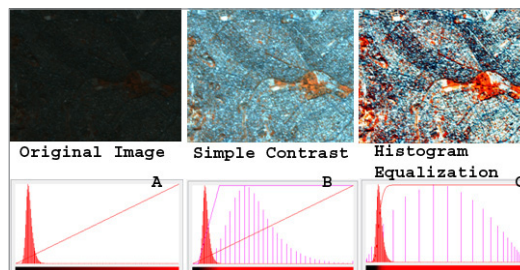 Original Image
Simple Contrast
Histogram
Equalization
A
B
C